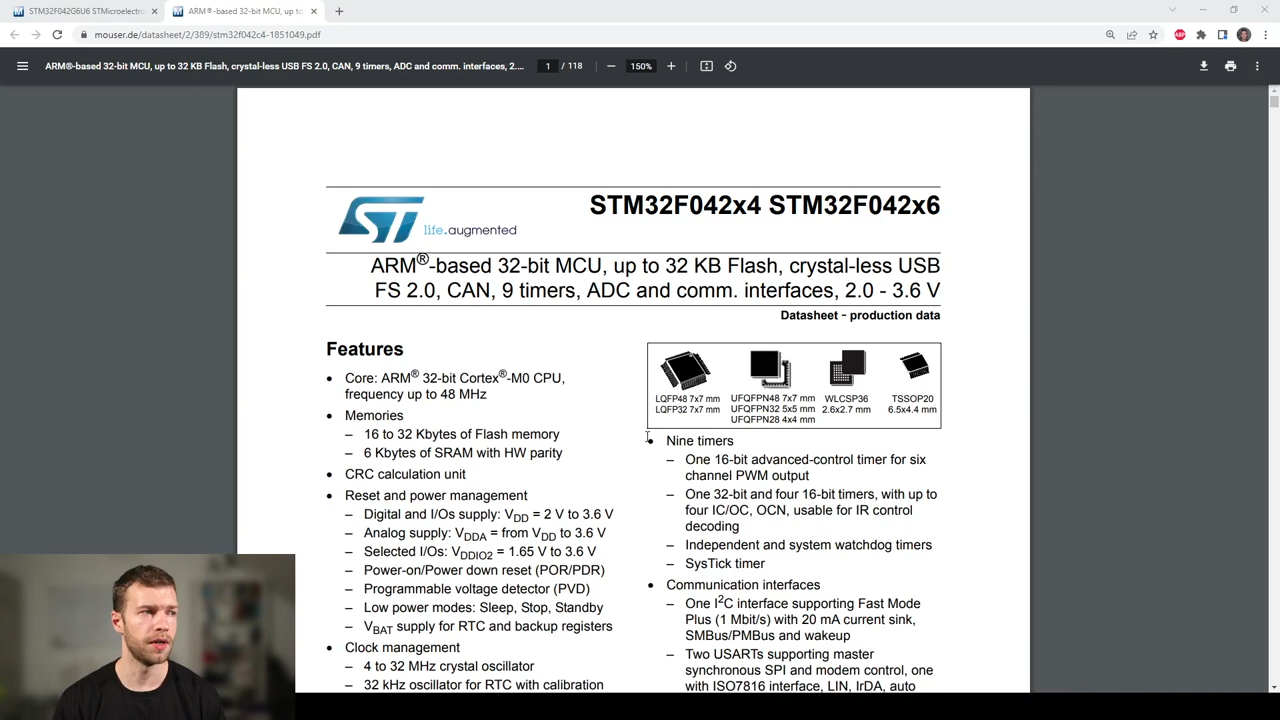 STM32F042G6U6 STMicroelectro
ARM®-based 32-bit MCU, up to
mouser.de/datasheet/2/389/stm32f042c4-1851049.pdf
ABP
ARM®-based 32-bit MCU, up to 32 KB Flash, crystal-less USB FS 2.0, CAN, 9 timers, ADC and comm. interfaces, 2....
1 / 118
150%
ST life.augmented
STM32F042x4 STM32F042x6
ARM®-based 32-bit MCU, up to 32 KB Flash, crystal-less USB
FS 2.0, CAN, 9 timers, ADC and comm. interfaces, 2.0 - 3.6 V
Datasheet - production data
Features
• Core: ARM® 32-bit Cortex®-M0 CPU,
frequency up to 48 MHz
• Memories
– 16 to 32 Kbytes of Flash memory
– 6 Kbytes of SRAM with HW parity
• CRC calculation unit
• Reset and power management
– Digital and I/Os supply: VDD = 2 V to 3.6 V
– Analog supply: VDDA = from VDD to 3.6 V
– Selected I/Os: VDDIO2 = 1.65 V to 3.6 V
– Power-on/Power down reset (POR/PDR)
– Programmable voltage detector (PVD)
– Low power modes: Sleep, Stop, Standby
– VBAT supply for RTC and backup registers
• Clock management
– 4 to 32 MHz crystal oscillator
– 32 kHz oscillator for RTC with calibration
LQFP48 7x7 mm
LQFP32 7x7 mm
UFQFPN48 7x7 mm
UFQFPN32 5x5 mm
UFQFPN28 4x4 mm
WLCSP36
2.6x2.7 mm
TSSOP20
6.5x4.4 mm
• Nine timers
– One 16-bit advanced-control timer for six
channel PWM output
– One 32-bit and four 16-bit timers, with up to
four IC/OC, OCN, usable for IR control
decoding
– Independent and system watchdog timers
– SysTick timer
• Communication interfaces
– One I2C interface supporting Fast Mode
Plus (1 Mbit/s) with 20 mA current sink,
SMBus/PMBus and wakeup
– Two USARTs supporting master
synchronous SPI and modem control, one
with ISO7816 interface, LIN, IrDA, auto